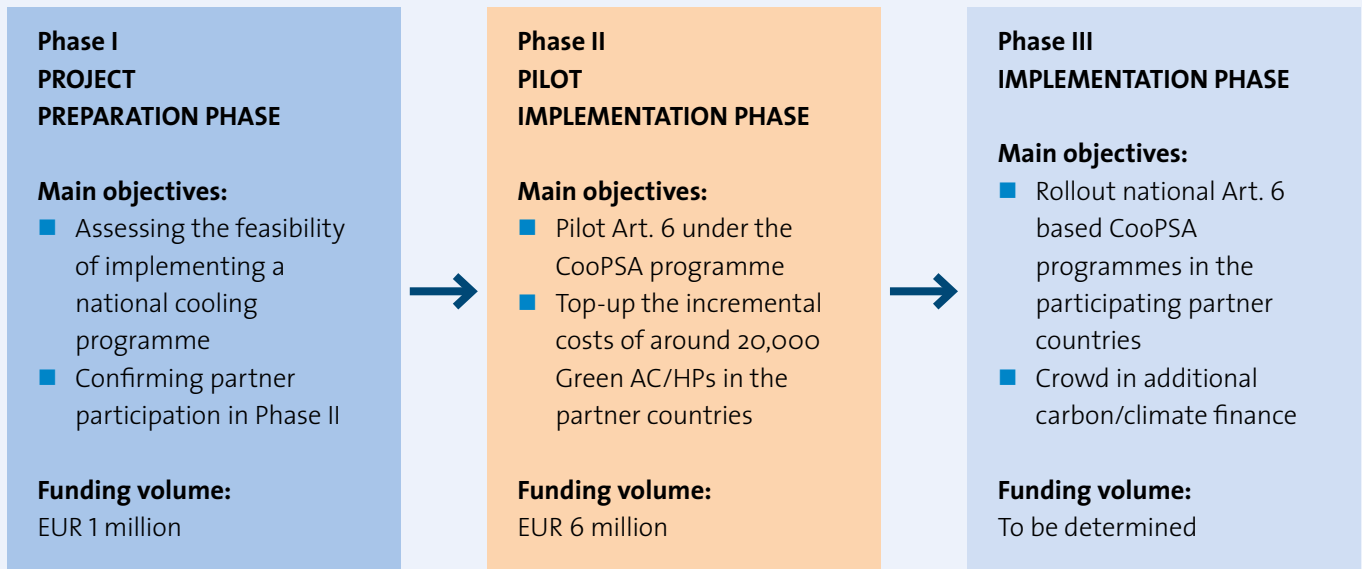 Phase I
PROJECT
PREPARATION PHASE
Main objectives:
Assessing the feasibility
of implementing a
national cooling
programme
Confirming partner
participation in Phase II
Funding volume:
EUR 1 million
Phase II
PILOT
IMPLEMENTATION PHASE
Main objectives:
Pilot Art. 6 under the
CooPSA programme
Top-up the incremental
costs of around 20,000
Green AC/HPs in the
partner countries
Funding volume:
EUR 6 million
Phase III
IMPLEMENTATION PHASE
Main objectives:
Rollout national Art. 6
based CooPSA
programmes in the
participating partner
countries
Crowd in additional
carbon/climate finance
Funding volume:
To be determined